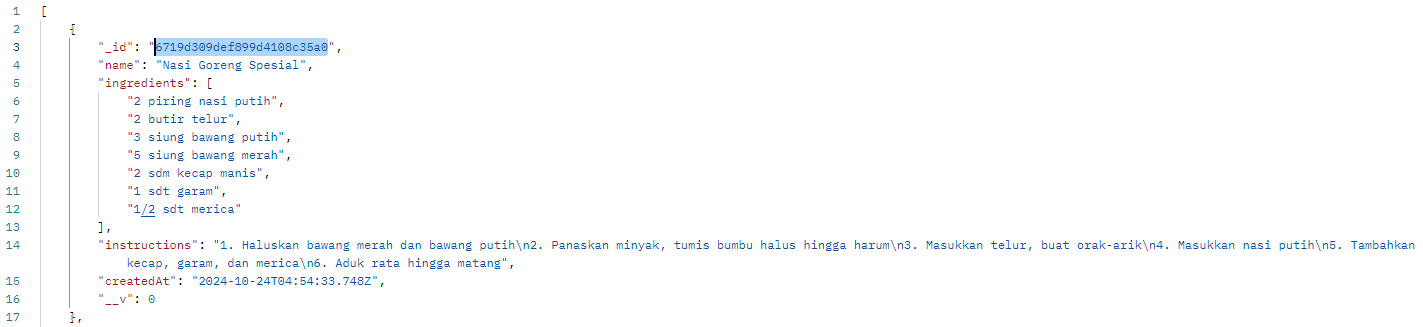 1 [
2 {
3 "_id": "6719d309def899d4108c35a0",
4 "name": "Nasi Goreng Spesial",
5 "ingredients": [
6 "2 piring nasi putih",
7 "2 butir telur",
8 "3 siung bawang putih",
9 "5 siung bawang merah",
10 "2 sdm kecap manis",
11 "1 sdt garam",
12 "1/2 sdt merica"
13 ],
14 "instructions": "1. Haluskan bawang merah dan bawang putih\n2. Panaskan minyak, tumis bumbu halus hingga harum\n3. Masukkan telur, buat orak-arik\n4. Masukkan nasi putih\n5. Tambahkan
kecap, garam, dan merica\n6. Aduk rata hingga matang",
15 "createdAt": "2024-10-24T04:54:33.748Z",
16 "__v": 0
17 },